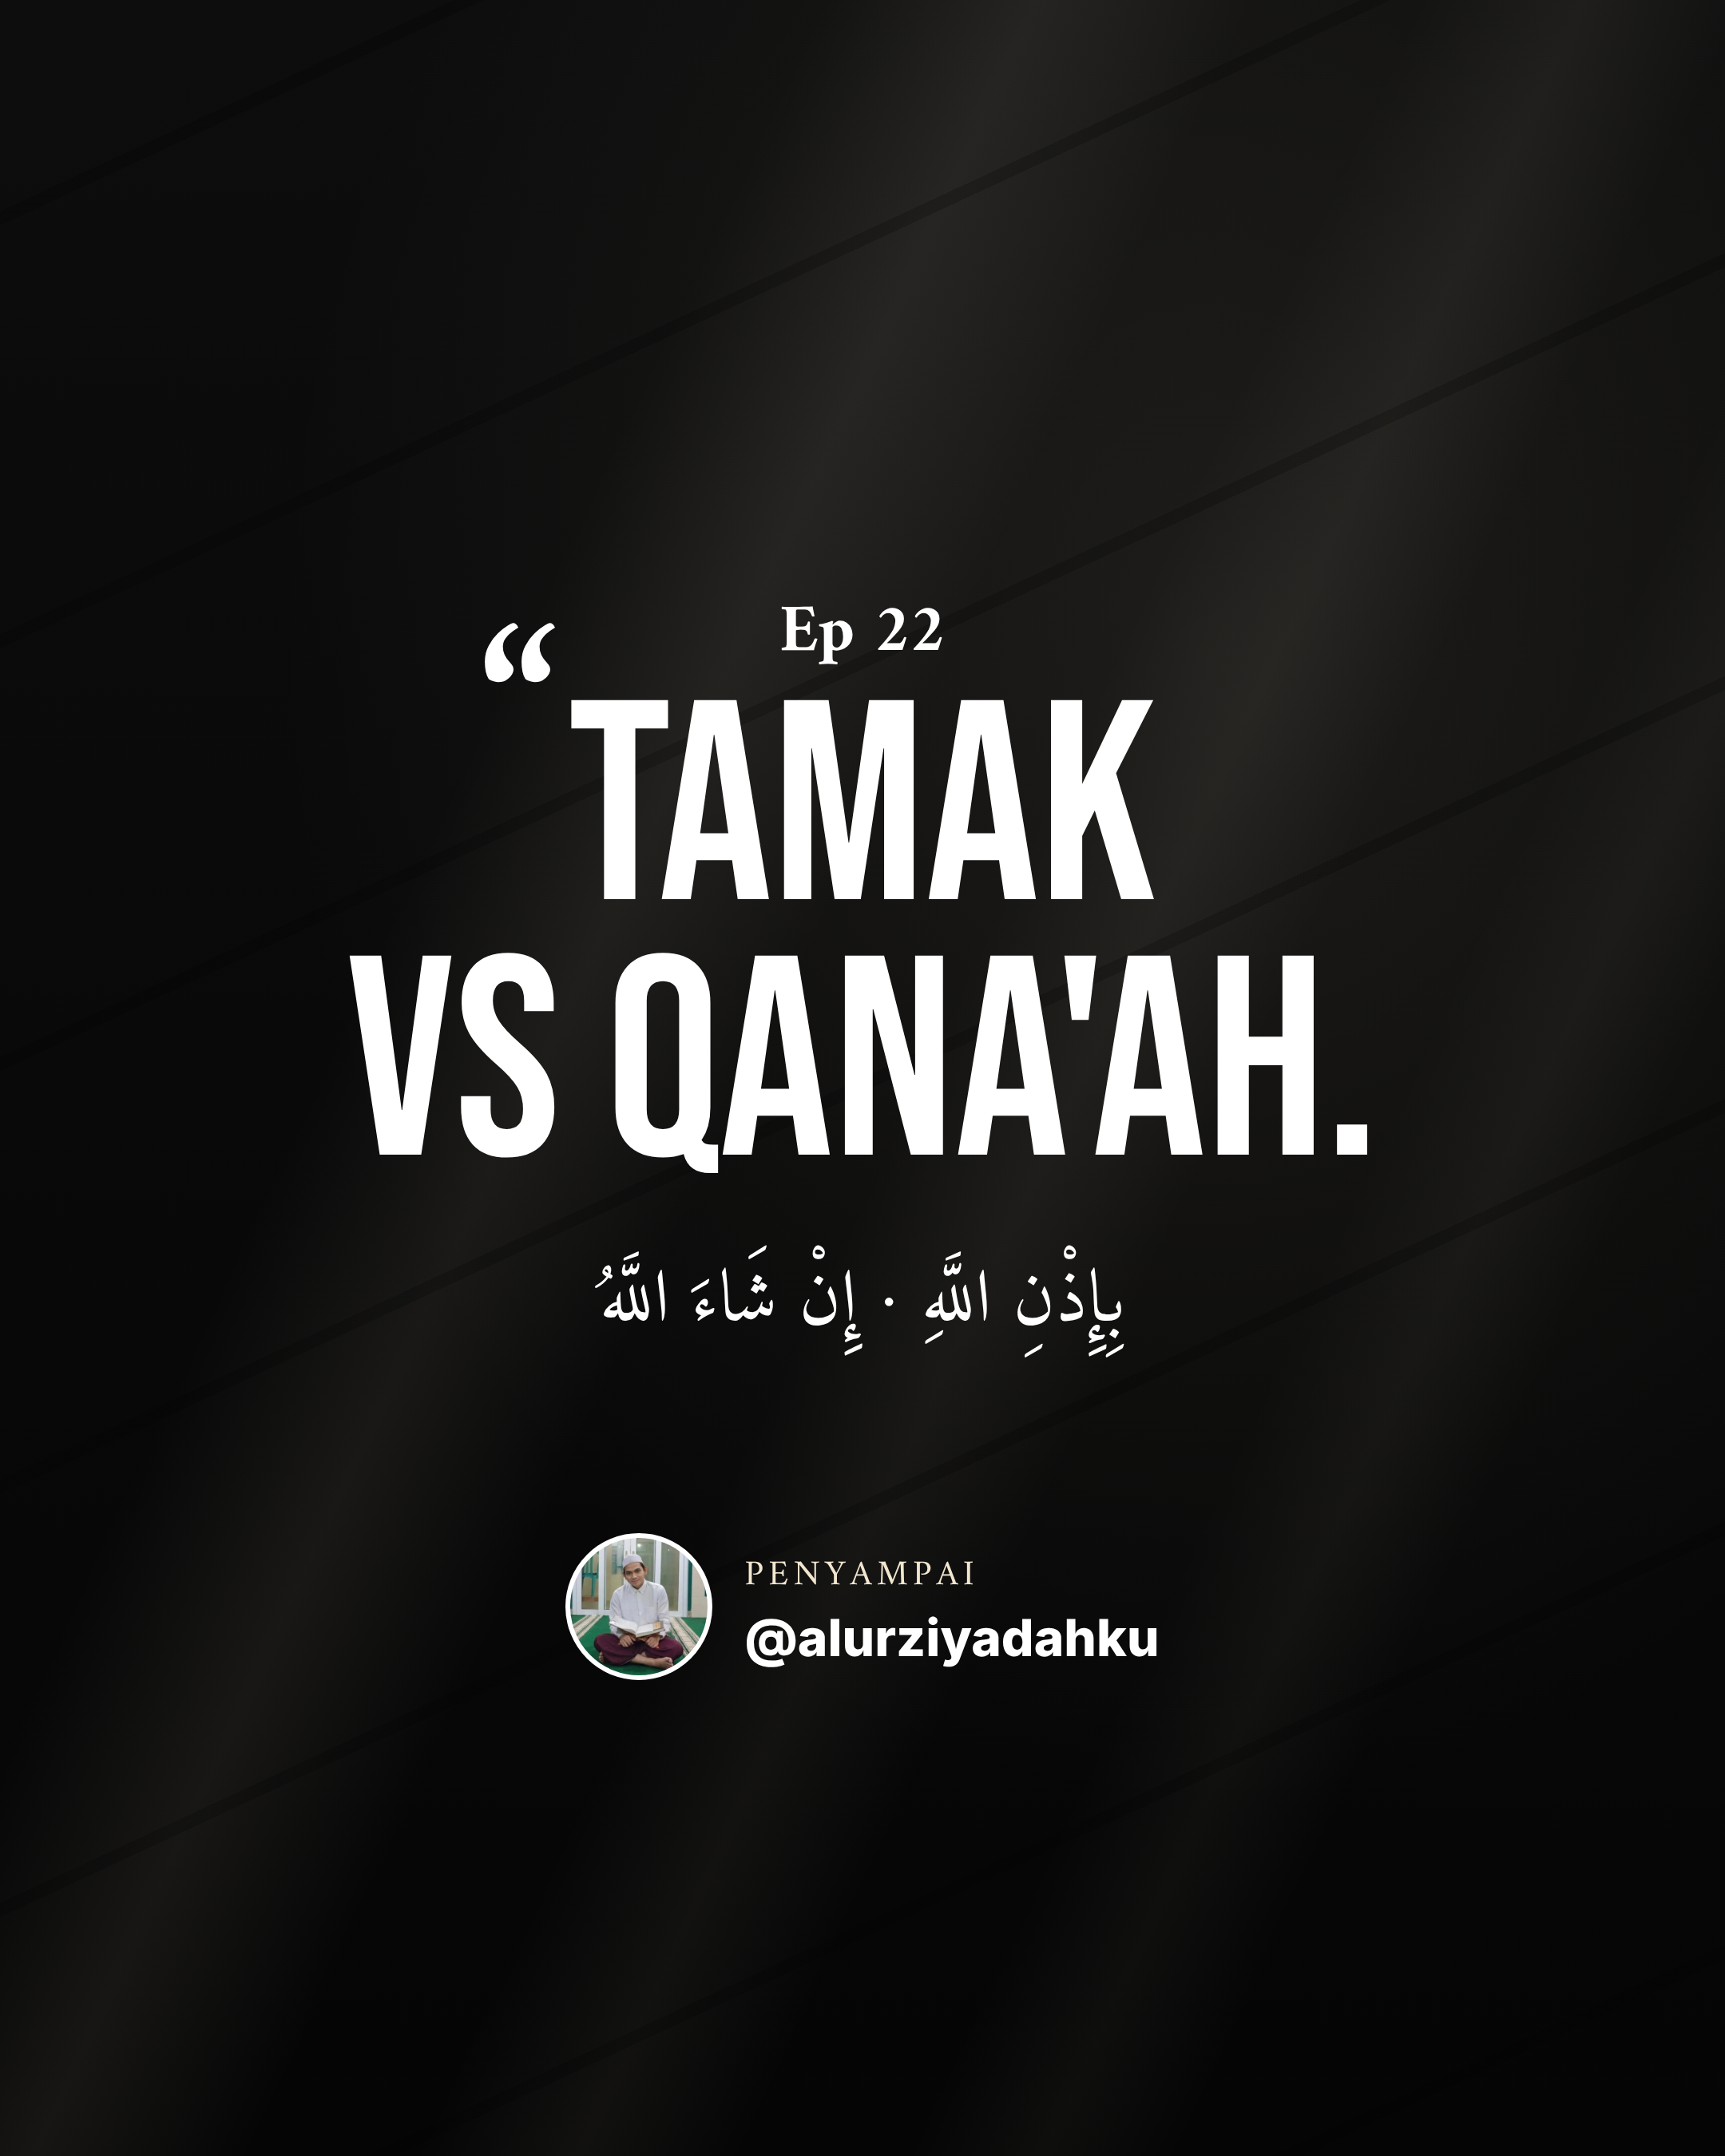 Ep 22
“TAMAK
VS QANA'AH.
بِإِذْنِ اللَّهِ · إِنْ شَاءَ اللَّهُ
PENYAMPAI
@alurziyadahku